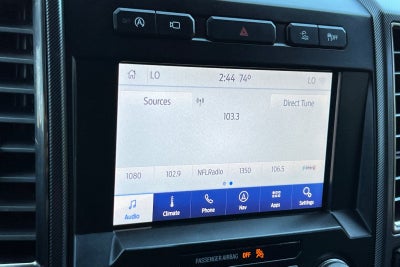 LO 2:44 74° LO
Sources Direct Tune
103.3
1080 102.9 NFLRadio 1350 106.5
Audio Climate Phone Nav Apps Settings
PASSENGER AIRBAG OFF